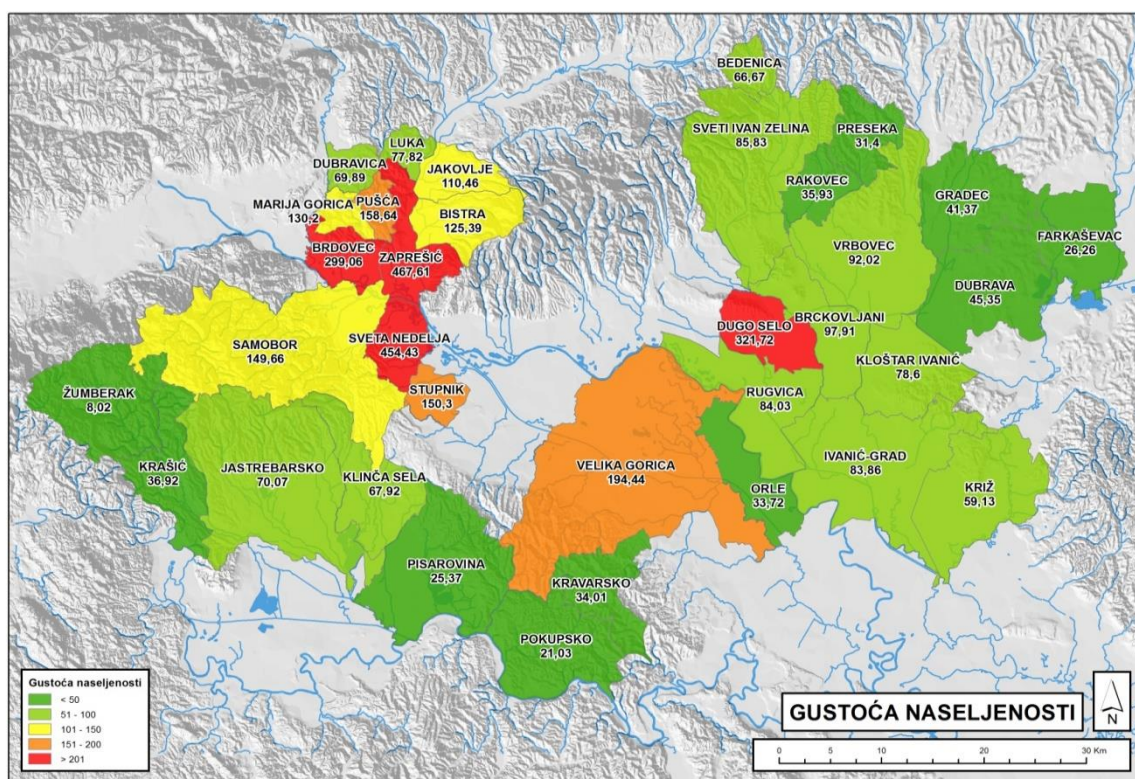 BEDENICA
66,67
SVETI IVAN ZELINA
85,83
PRESEKA
31,4
LUKA
77,82
DUBRAVICA
69,89
JAKOVLJE
110,46
RAKOVEC
35,93
GRADEC
41,37
MARIJA GORICA
130,2
PUŠĆA
158,64
BISTRA
125,39
FARKAŠEVAC
26,26
BRDOVEC
299,06
ZAPREŠIĆ
467,61
VRBOVEC
92,02
DUBRAVA
45,35
SAMOBOR
149,66
SVETA NEDELJA
454,43
DUGO SELO
321,72
BRCKOVLJANI
97,91
KLOŠTAR IVANIĆ
78,6
ŽUMBERAK
8,02
STUPNIK
150,3
RUGVICA
84,03
KRAŠIĆ
36,92
JASTREBARSKO
70,07
KLINČA SELA
67,92
VELIKA GORICA
194,44
ORLE
33,72
IVANIĆ-GRAD
83,86
KRIŽ
59,13
PISAROVINA
25,37
KRAVARSKO
34,01
POKUPSKO
21,03
Gustoća naseljenosti
< 50
51 - 100
101 - 150
151 - 200
> 201
GUSTOĆA NASELJENOSTI
N
0 5 10 20 30 Km